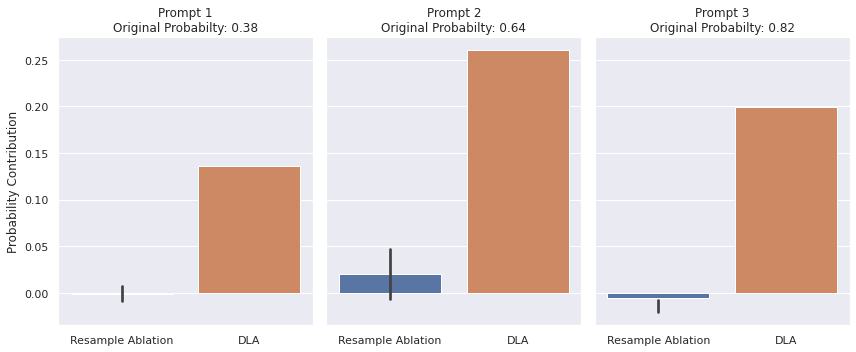 Prompt 1
Original Probabilty: 0.38
Prompt 2
Original Probabilty: 0.64
Prompt 3
Original Probabilty: 0.82
Probability Contribution
0.25
0.20
0.15
0.10
0.05
0.00
Resample Ablation
DLA
Resample Ablation
DLA
Resample Ablation
DLA